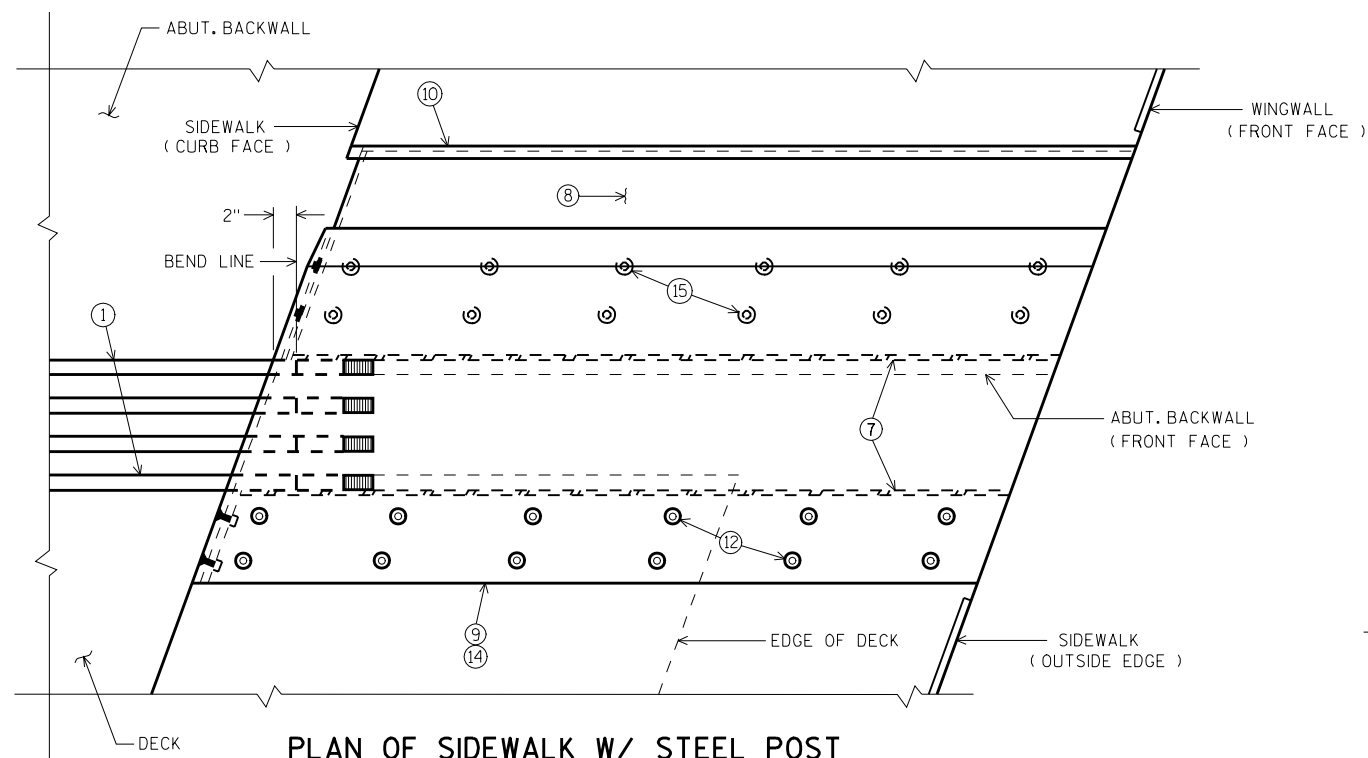 ABUT. BACKWALL
10
WINGWALL
( FRONT FACE )
SIDEWALK
( CURB FACE )
8
2"
BEND LINE
15
1
ABUT. BACKWALL
( FRONT FACE )
7
12
9
14
EDGE OF DECK
SIDEWALK
( OUTSIDE EDGE )
DECK
PLAN OF SIDEWALK W/ STEEL POST